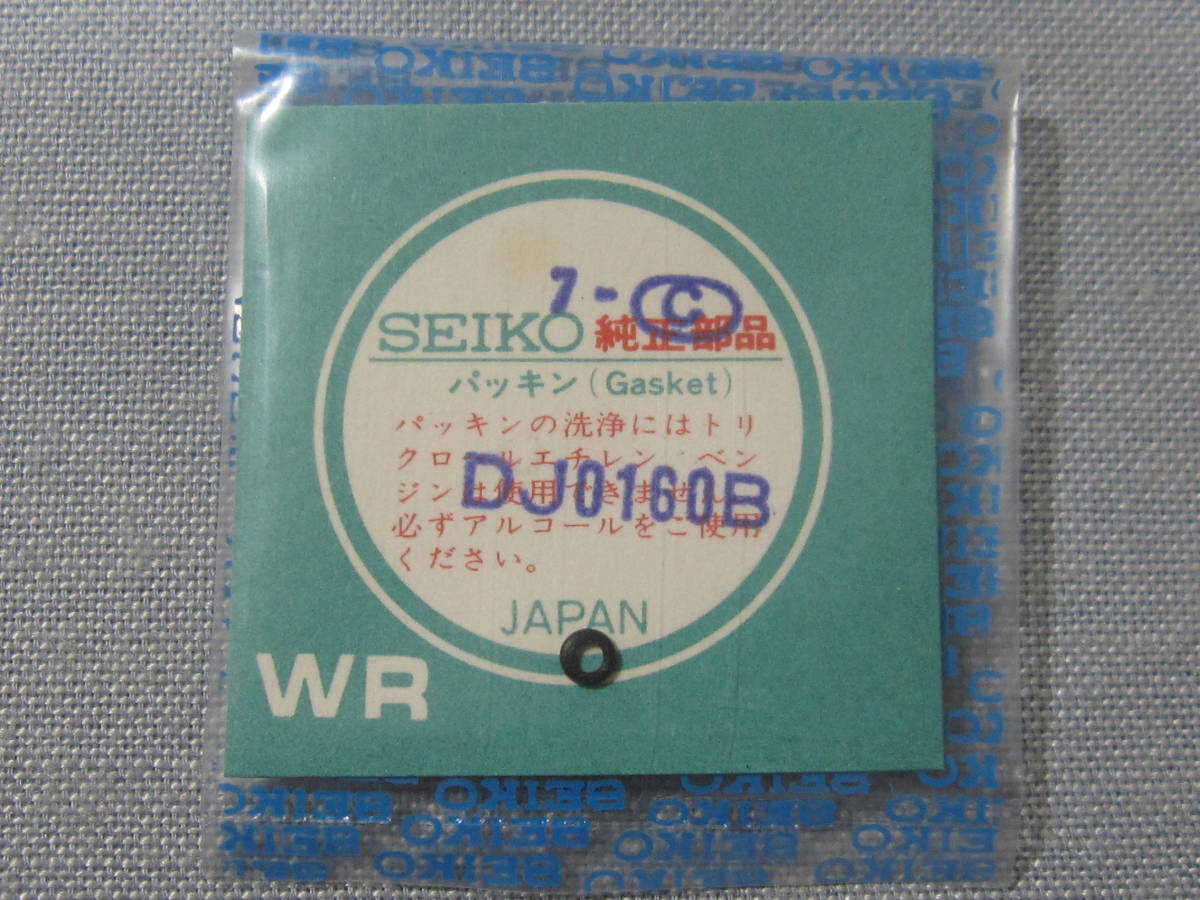 7-C
SEIKO 純正部品
パッキン (Gasket)
パッキンの洗浄にはトリ
クロールエチレン、ベン
ジンは使用できません。
DJ0160B
必ずアルコールをご使用
ください。
JAPAN
WR